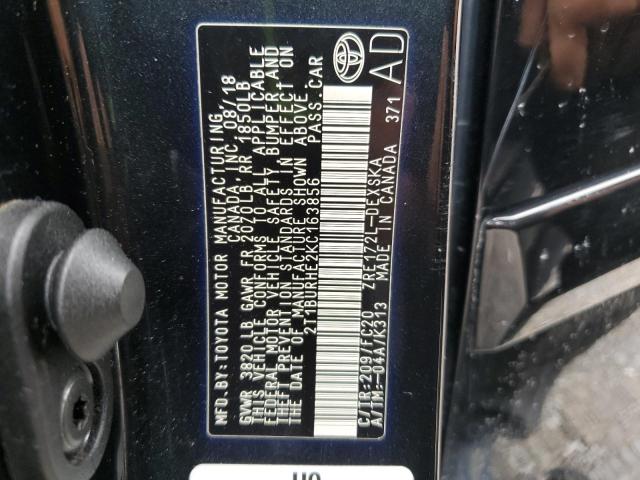 MFD.BY:TOYOTA MOTOR MANUFACTURING
CANADA, INC. 08/18
GVWR 3820 LB GAWR FR 2020LB,RR 1850LB
THIS VEHICLE CONFORMS TO ALL APPLICABLE
FEDERAL MOTOR VEHICLE SAFETY, BUMPER,AND
THEFT PREVENTION STANDARDS IN EFFECT ON
THE DATE OF MANUFACTURE SHOWN ABOVE.
2T1BURHE2KC163856 PASS.CAR
C/TR:209/FC20 ZRE172L-DEXSKA
A/TM:-04A/K313 MADE IN CANADA 371
AD